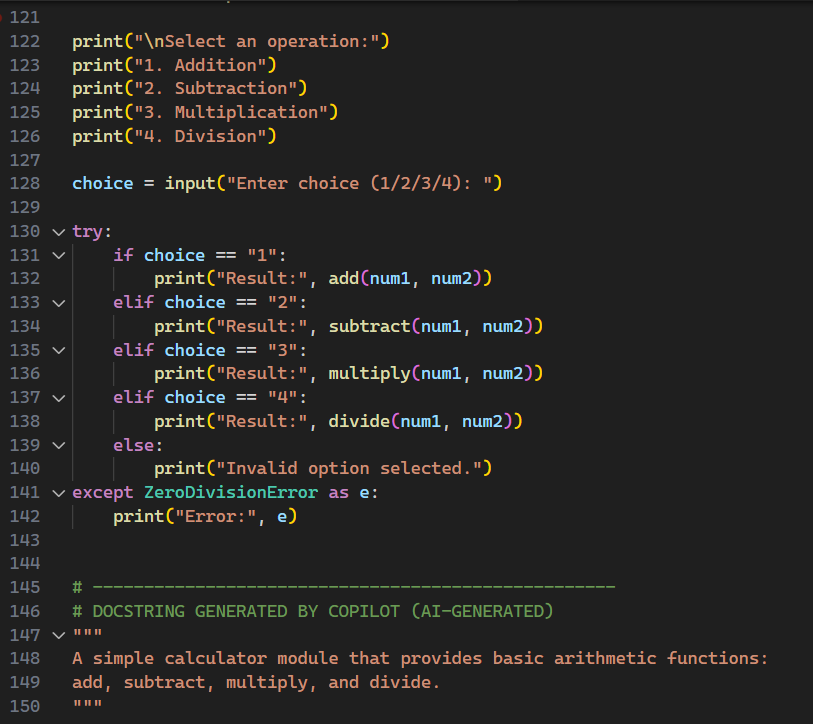 121
122 print("\nSelect an operation:")
123 print("1. Addition")
124 print("2. Subtraction")
125 print("3. Multiplication")
126 print("4. Division")
127
128 choice = input("Enter choice (1/2/3/4): ")
129
130 try:
131     if choice == "1":
132         print("Result:", add(num1, num2))
133     elif choice == "2":
134         print("Result:", subtract(num1, num2))
135     elif choice == "3":
136         print("Result:", multiply(num1, num2))
137     elif choice == "4":
138         print("Result:", divide(num1, num2))
139     else:
140         print("Invalid option selected.")
141 except ZeroDivisionError as e:
142     print("Error:", e)
143
144
145 # ---------------------------------------------------
146 # DOCSTRING GENERATED BY COPILOT (AI-GENERATED)
147 """
148 A simple calculator module that provides basic arithmetic functions:
149 add, subtract, multiply, and divide.
150 """